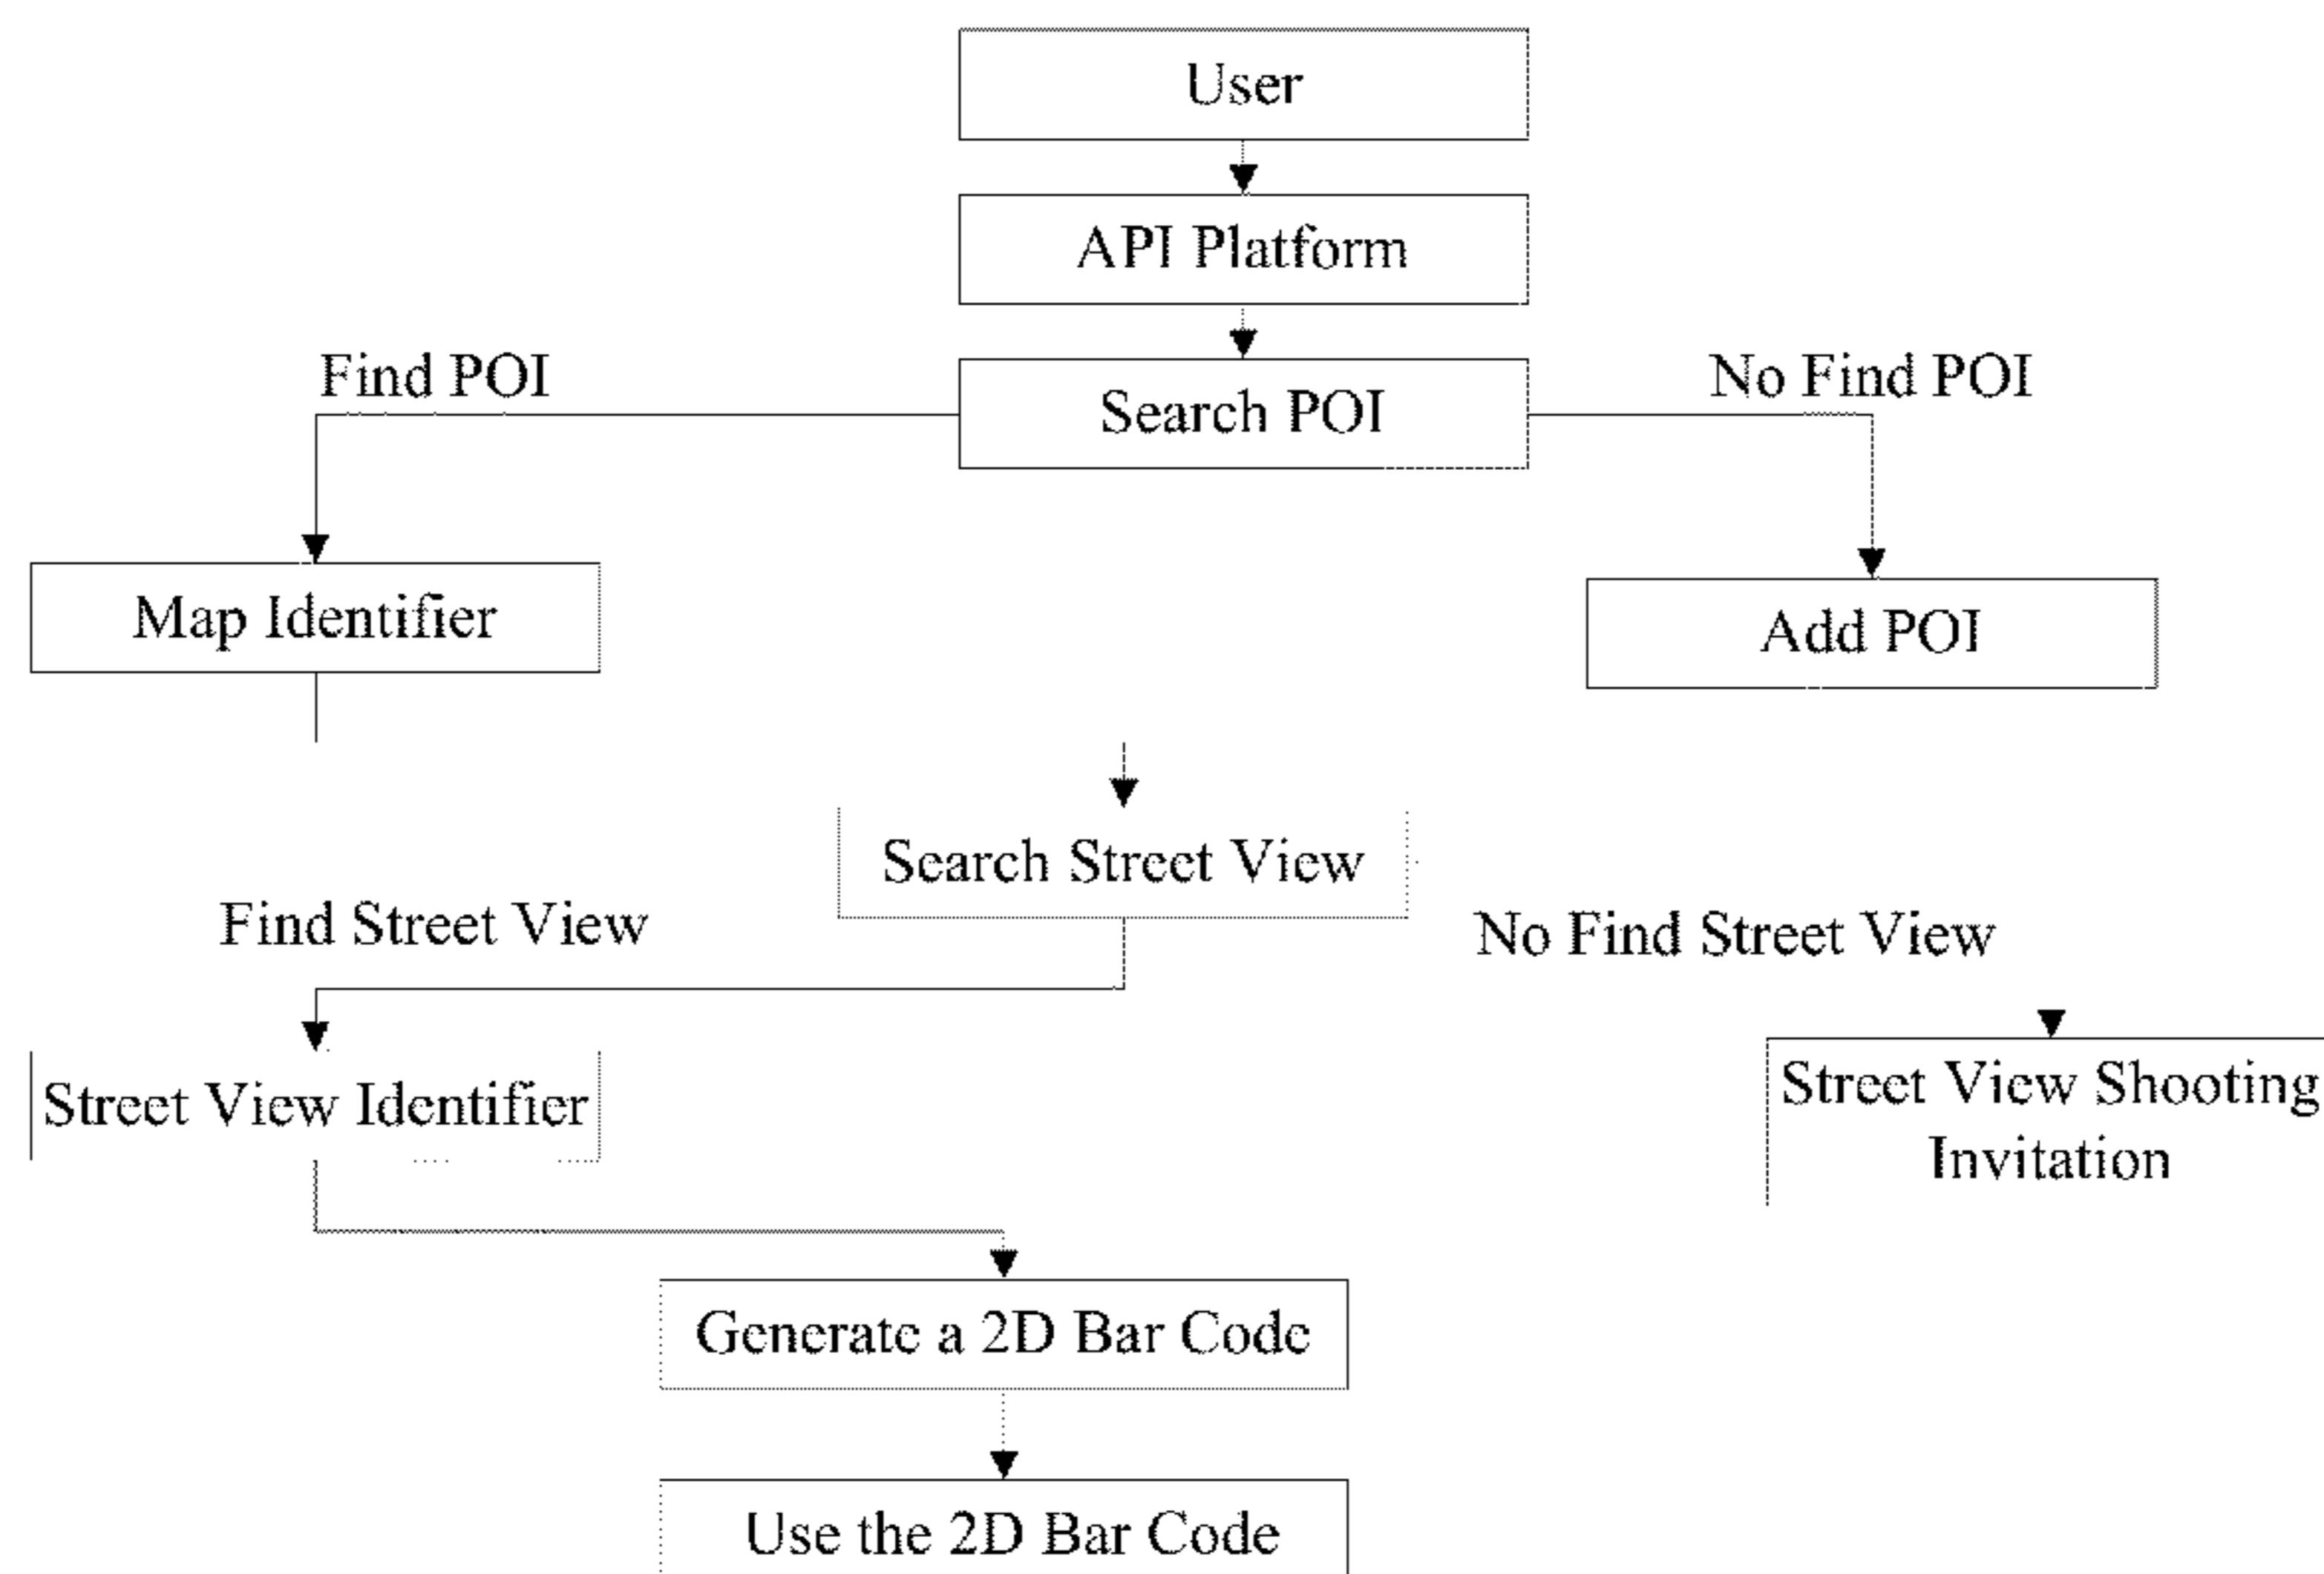 User
API Platform
Find POI
Search POI
No Find POI
Map Identifier
Add POI
Search Street View
Find Street View
No Find Street View
Street View Identifier
Street View Shooting
Invitation
Generate a 2D Bar Code
Use the 2D Bar Code